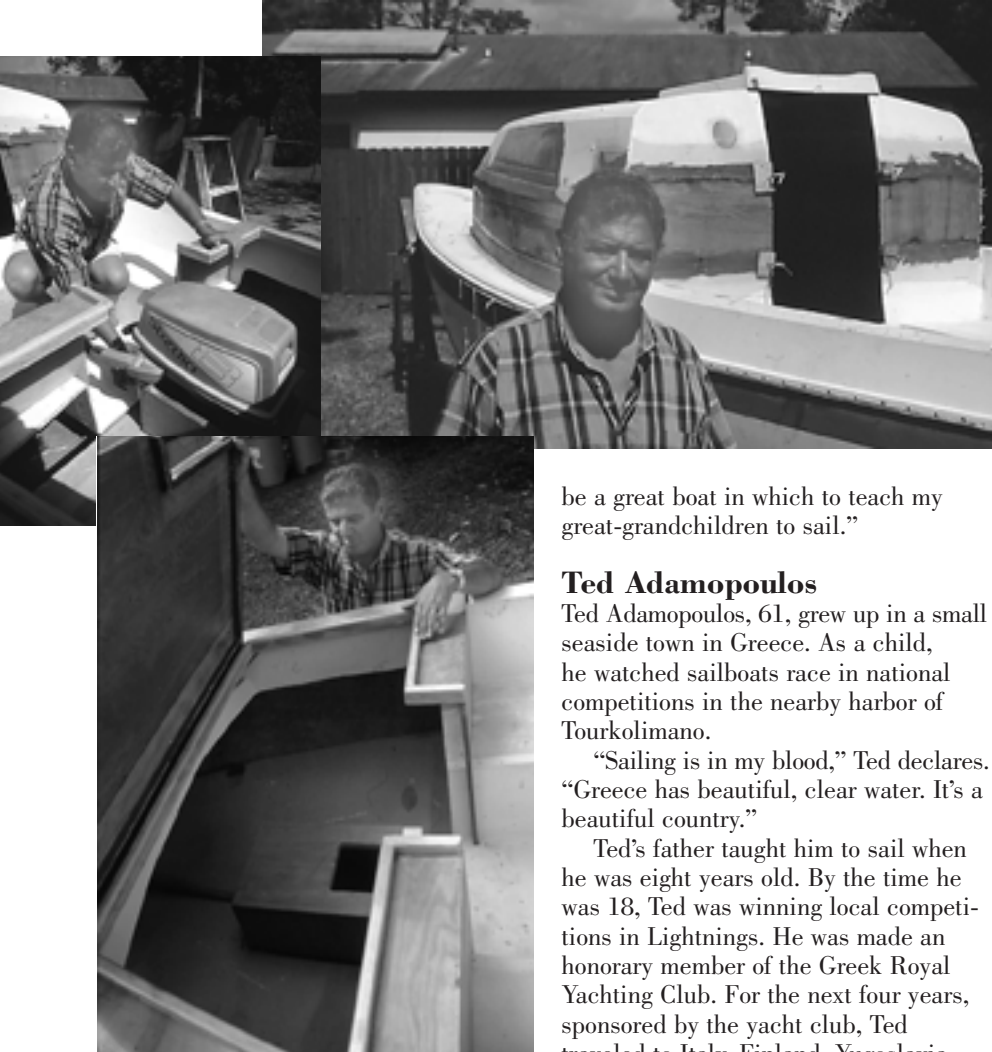 be a great boat in which to teach my
great-grandchildren to sail.”
Ted Adamopoulos
Ted Adamopoulos, 61, grew up in a small
seaside town in Greece. As a child,
he watched sailboats race in national
competitions in the nearby harbor of
Tourkolimano.
“Sailing is in my blood,” Ted declares.
“Greece has beautiful, clear water. It’s a
beautiful country.”
Ted’s father taught him to sail when
he was eight years old. By the time he
was 18, Ted was winning local competi-
tions in Lightnings. He was made an
honorary member of the Greek Royal
Yachting Club. For the next four years,
sponsored by the yacht club, Ted
traveled to Italy, Finland, Yugoslavia,